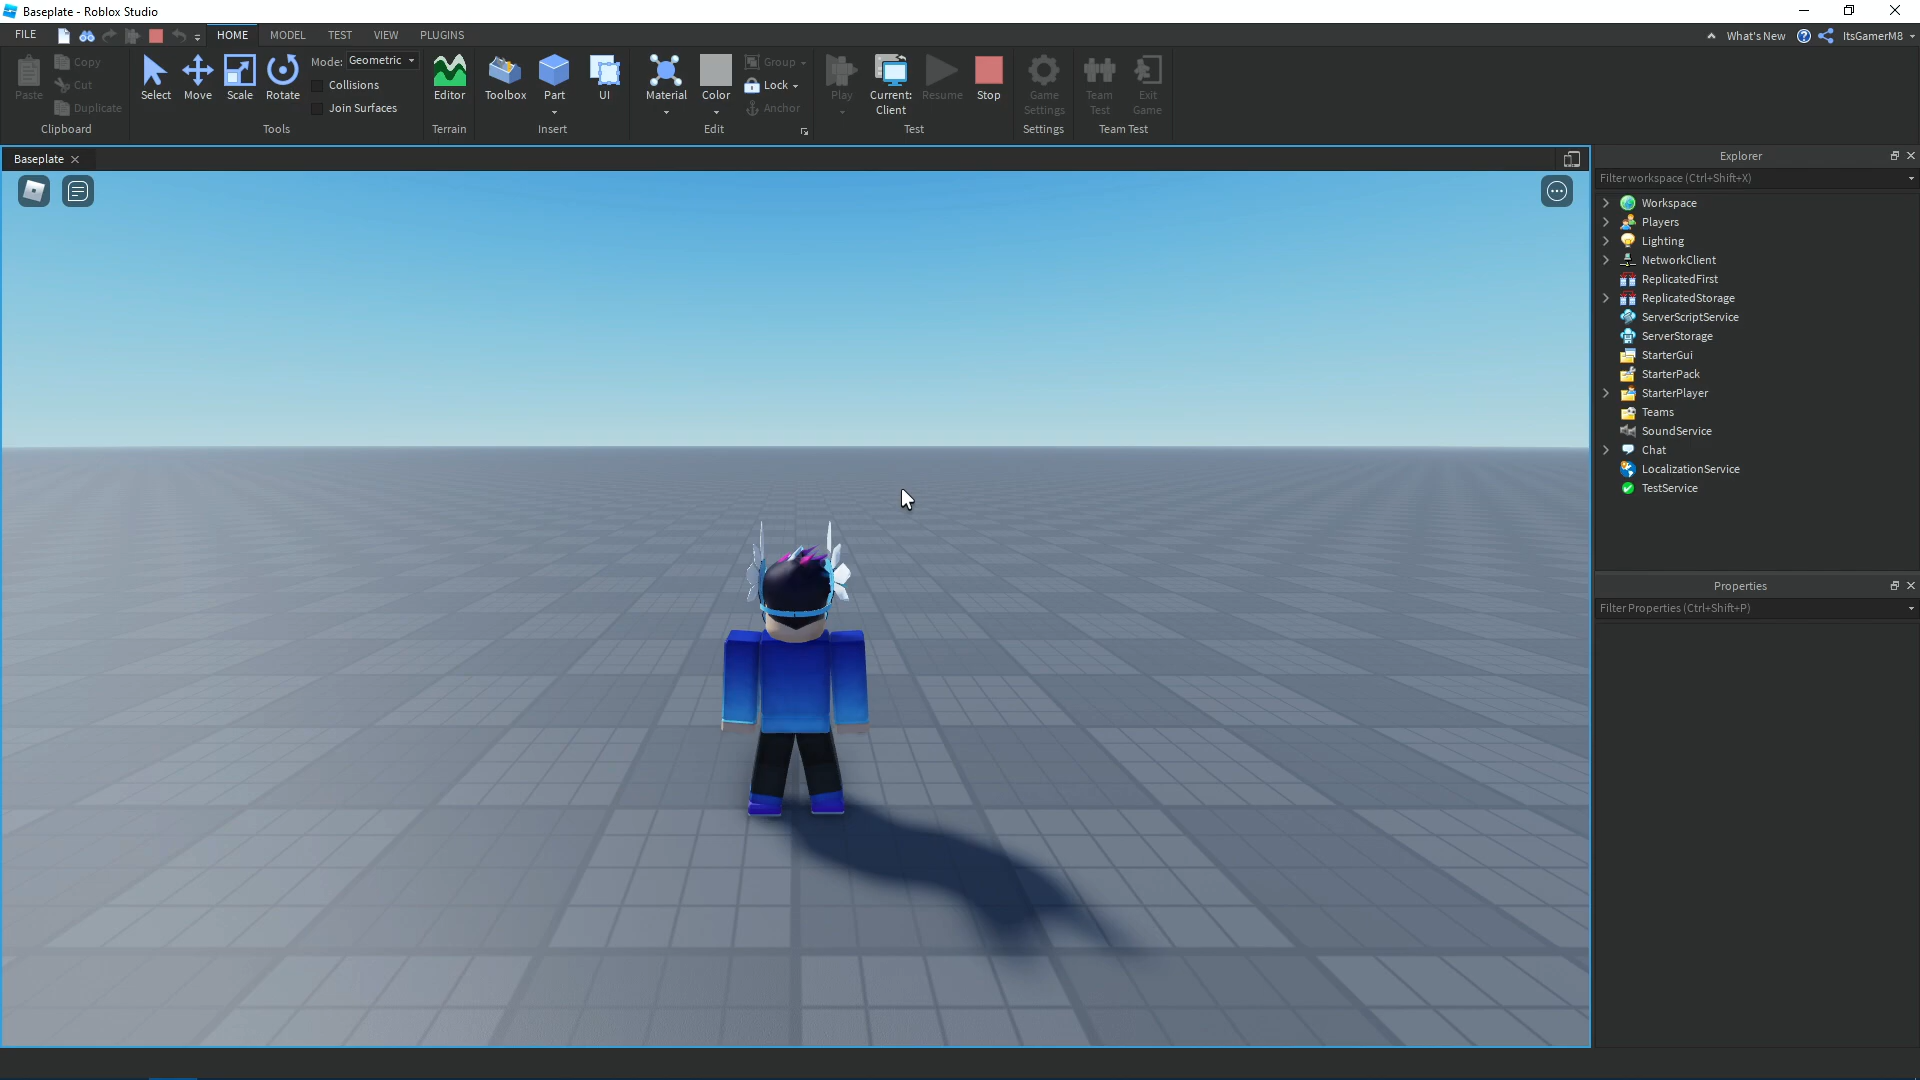 Baseplate - Roblox Studio
FILE HOME MODEL TEST VIEW PLUGINS What's New ItsGamerM8
Paste
Copy
Cut
Duplicate
Clipboard
Select Move Scale Rotate
Mode: Geometric
Collisions
Join Surfaces
Tools
Editor
Terrain
Toolbox Part UI
Insert
Material Color
Group
Lock
Anchor
Edit
Play
Current:
Client
Resume Stop
Test
Game
Settings
Settings
Team
Test
Exit
Game
Team Test
Baseplate
Explorer
Filter workspace (Ctrl+Shift+X)
Workspace
Players
Lighting
NetworkClient
ReplicatedFirst
ReplicatedStorage
ServerScriptService
ServerStorage
StarterGui
StarterPack
StarterPlayer
Teams
SoundService
Chat
LocalizationService
TestService
Properties
Filter Properties (Ctrl+Shift+P)